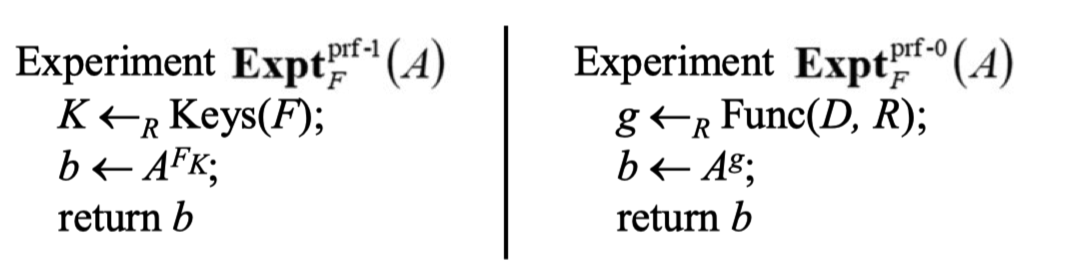 Experiment Expt_F^{prf-1}(A)
K ←_R Keys(F);
b ← A^{F_K};
return b
Experiment Expt_F^{prf-0}(A)
g ←_R Func(D, R);
b ← A^g;
return b